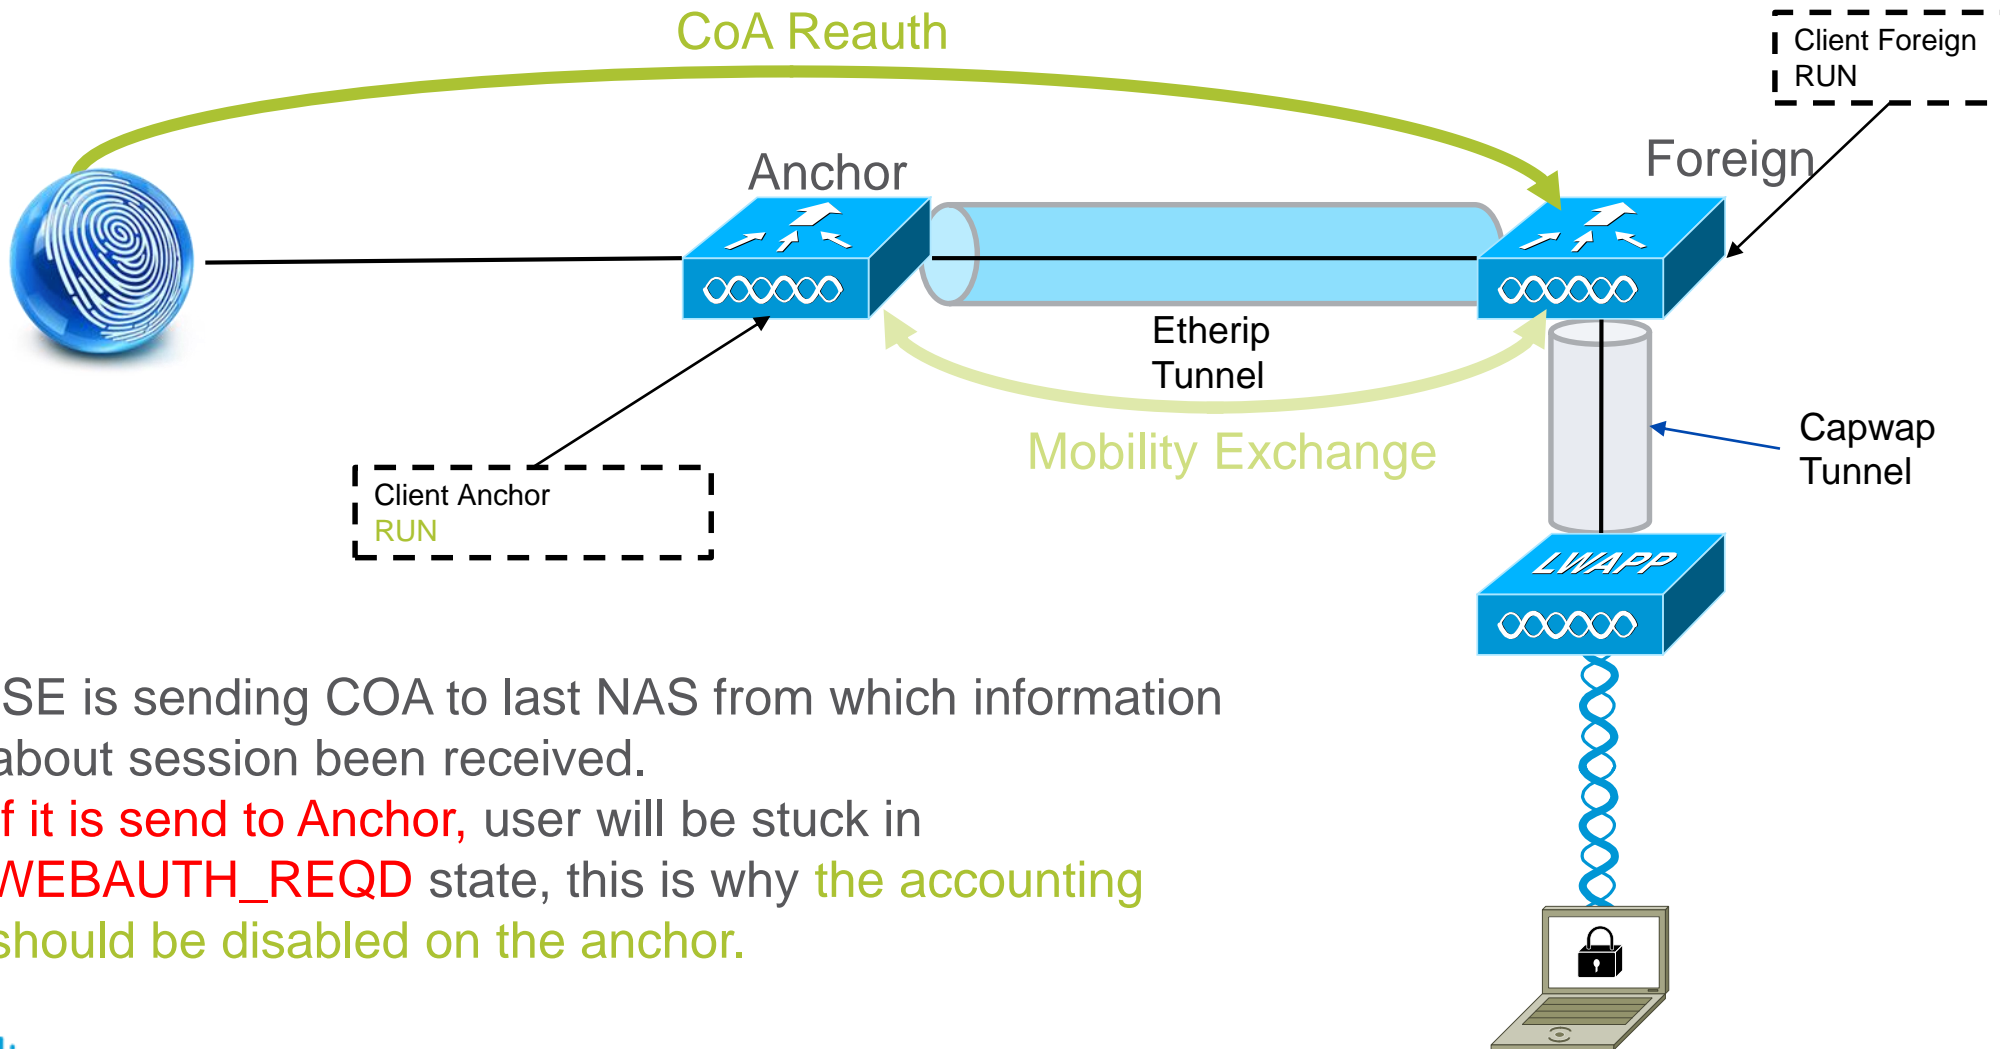 CoA Reauth
Client Foreign
RUN
Anchor
Foreign
Etherip
Tunnel
Mobility Exchange
Capwap
Tunnel
Client Anchor
RUN
LWAPP
SE is sending COA to last NAS from which information
about session been received.
f it is send to Anchor, user will be stuck in
WEBAUTH_REQD state, this is why the accounting
should be disabled on the anchor.